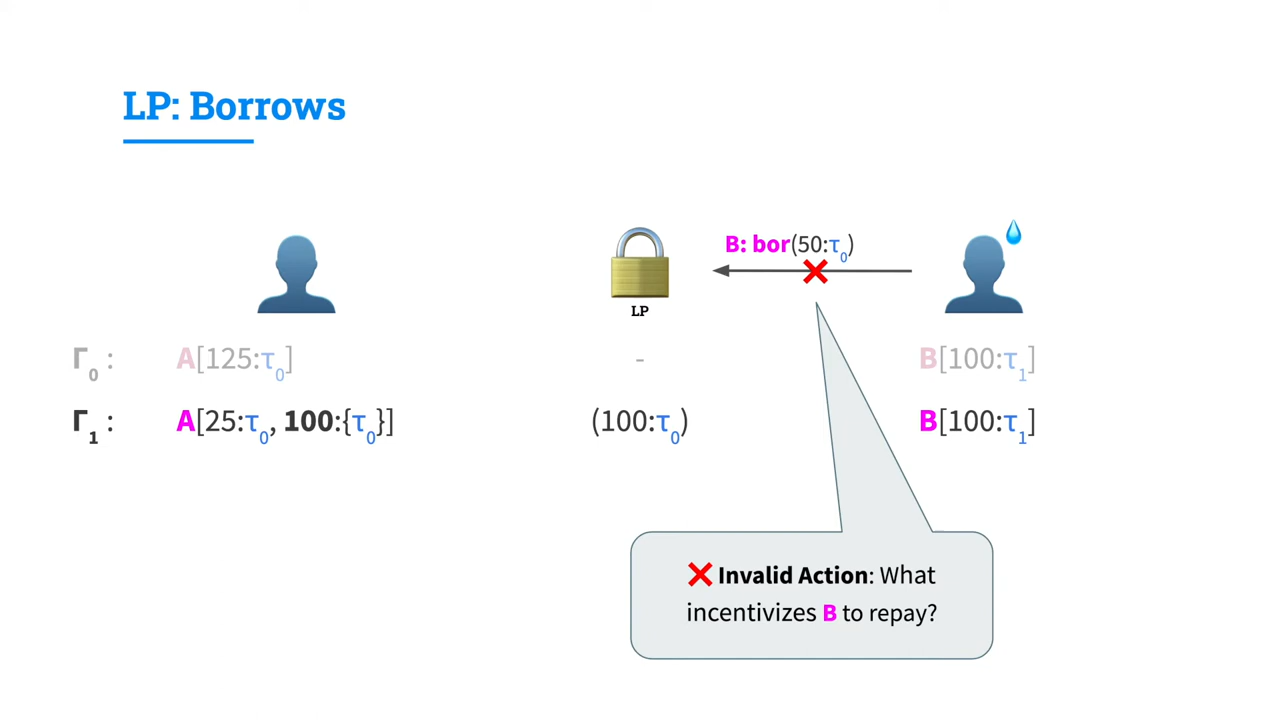 LP: Borrows
B: bor(50:τ₀)
LP
Γ₀ : A[125:τ₀] - B[100:τ₁]
Γ₁ : A[25:τ₀, 100:{τ₀}] (100:τ₀) B[100:τ₁]
❌ Invalid Action: What
incentivizes B to repay?